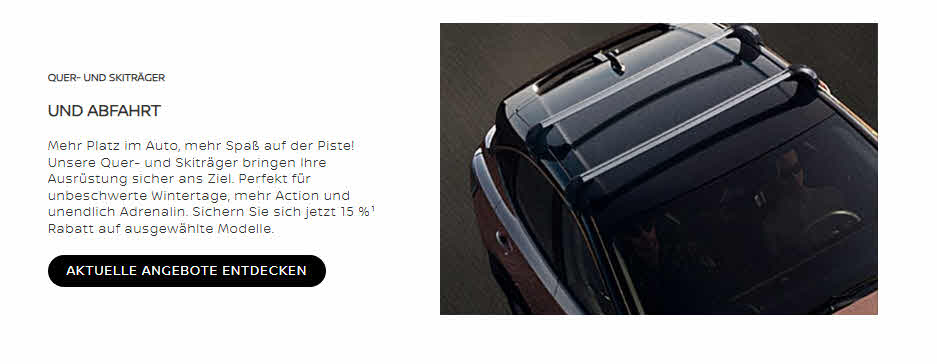 QUER- UND SKITRÄGER
UND ABFAHRT
Mehr Platz im Auto, mehr Spaß auf der Piste!
Unsere Quer- und Skiträger bringen Ihre
Ausrüstung sicher ans Ziel. Perfekt für
unbeschwerte Wintertage, mehr Action und
unendlich Adrenalin. Sichern Sie sich jetzt 15 %¹
Rabatt auf ausgewählte Modelle.
AKTUELLE ANGEBOTE ENTDECKEN